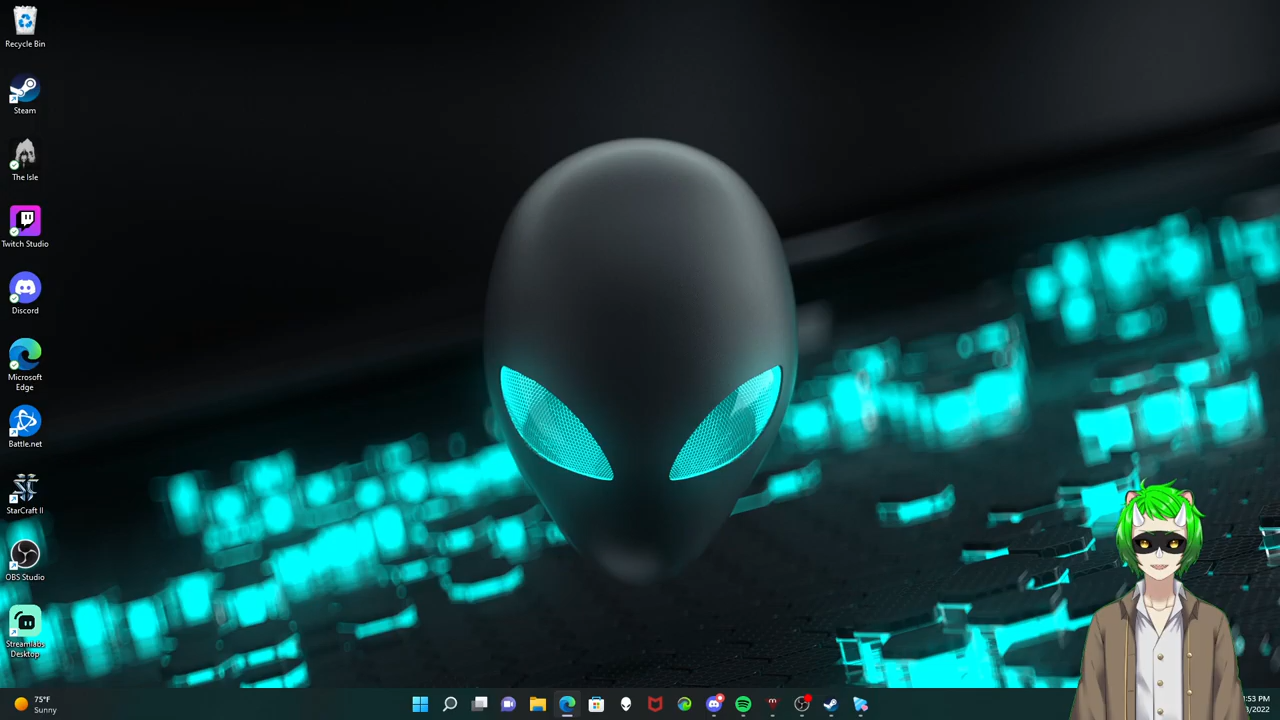 Recycle Bin
Steam
The Isle
Twitch Studio
Discord
Microsoft
Edge
Battle.net
StarCraft II
OBS Studio
Streamlabs
Desktop
75°F
Sunny
:53 PM
/2022